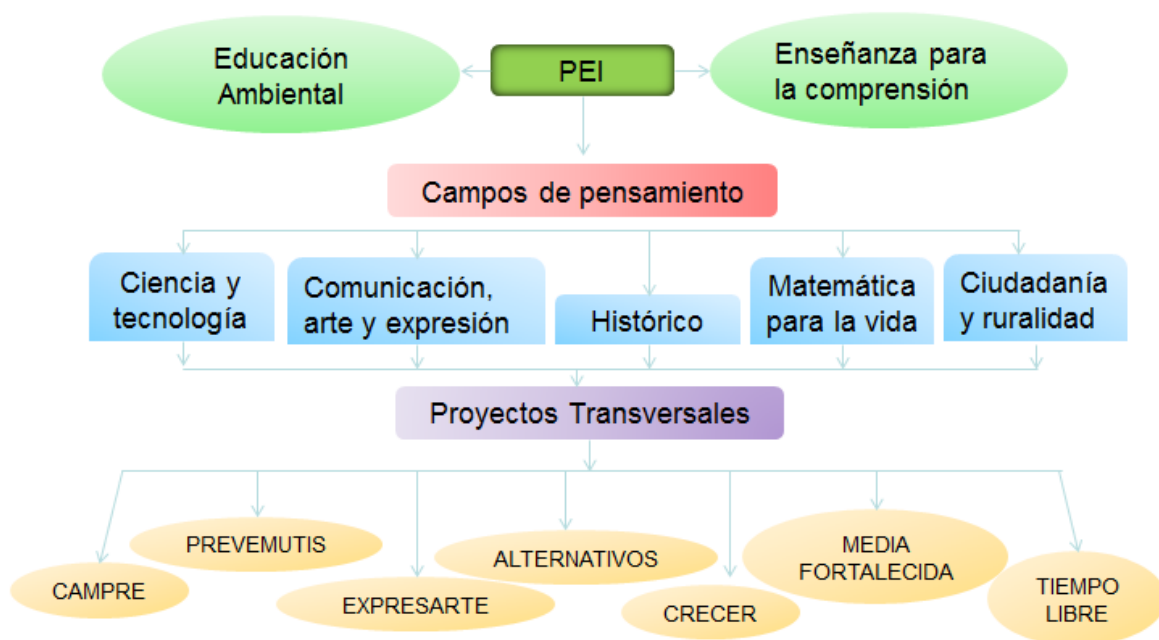 Educación
Ambiental
PEI
Enseñanza para
la comprensión
Campos de pensamiento
Ciencia y
tecnología
Comunicación,
arte y expresión
Histórico
Matemática
para la vida
Ciudadanía
y ruralidad
Proyectos Transversales
CAMPRE
PREVEMUTIS
EXPRESARTE
ALTERNATIVOS
CRECER
MEDIA
FORTALECIDA
TIEMPO
LIBRE